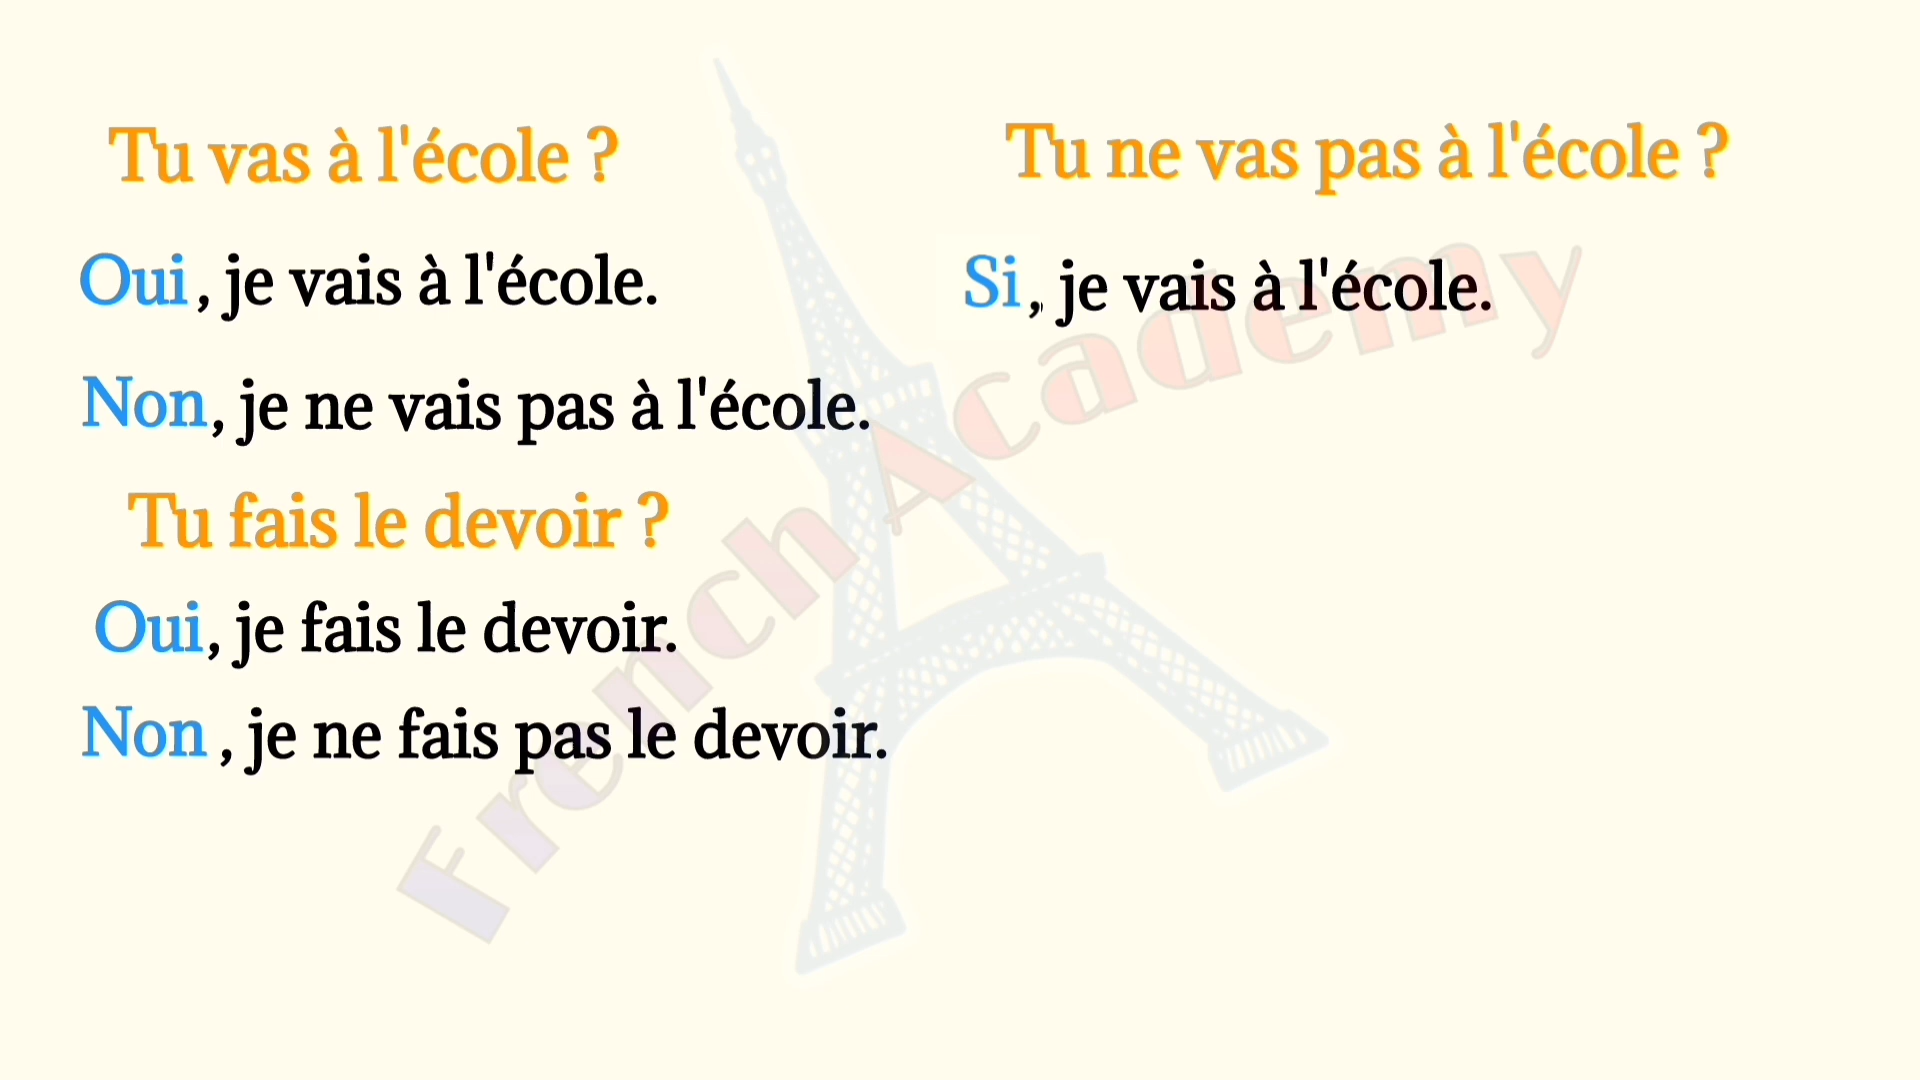 Tu vas à l'école ?
Oui, je vais à l'école.
Non, je ne vais pas à l'école.
Tu fais le devoir ?
Oui, je fais le devoir.
Non, je ne fais pas le devoir.
Tu ne vas pas à l'école ?
Si, je vais à l'école.
French Academy